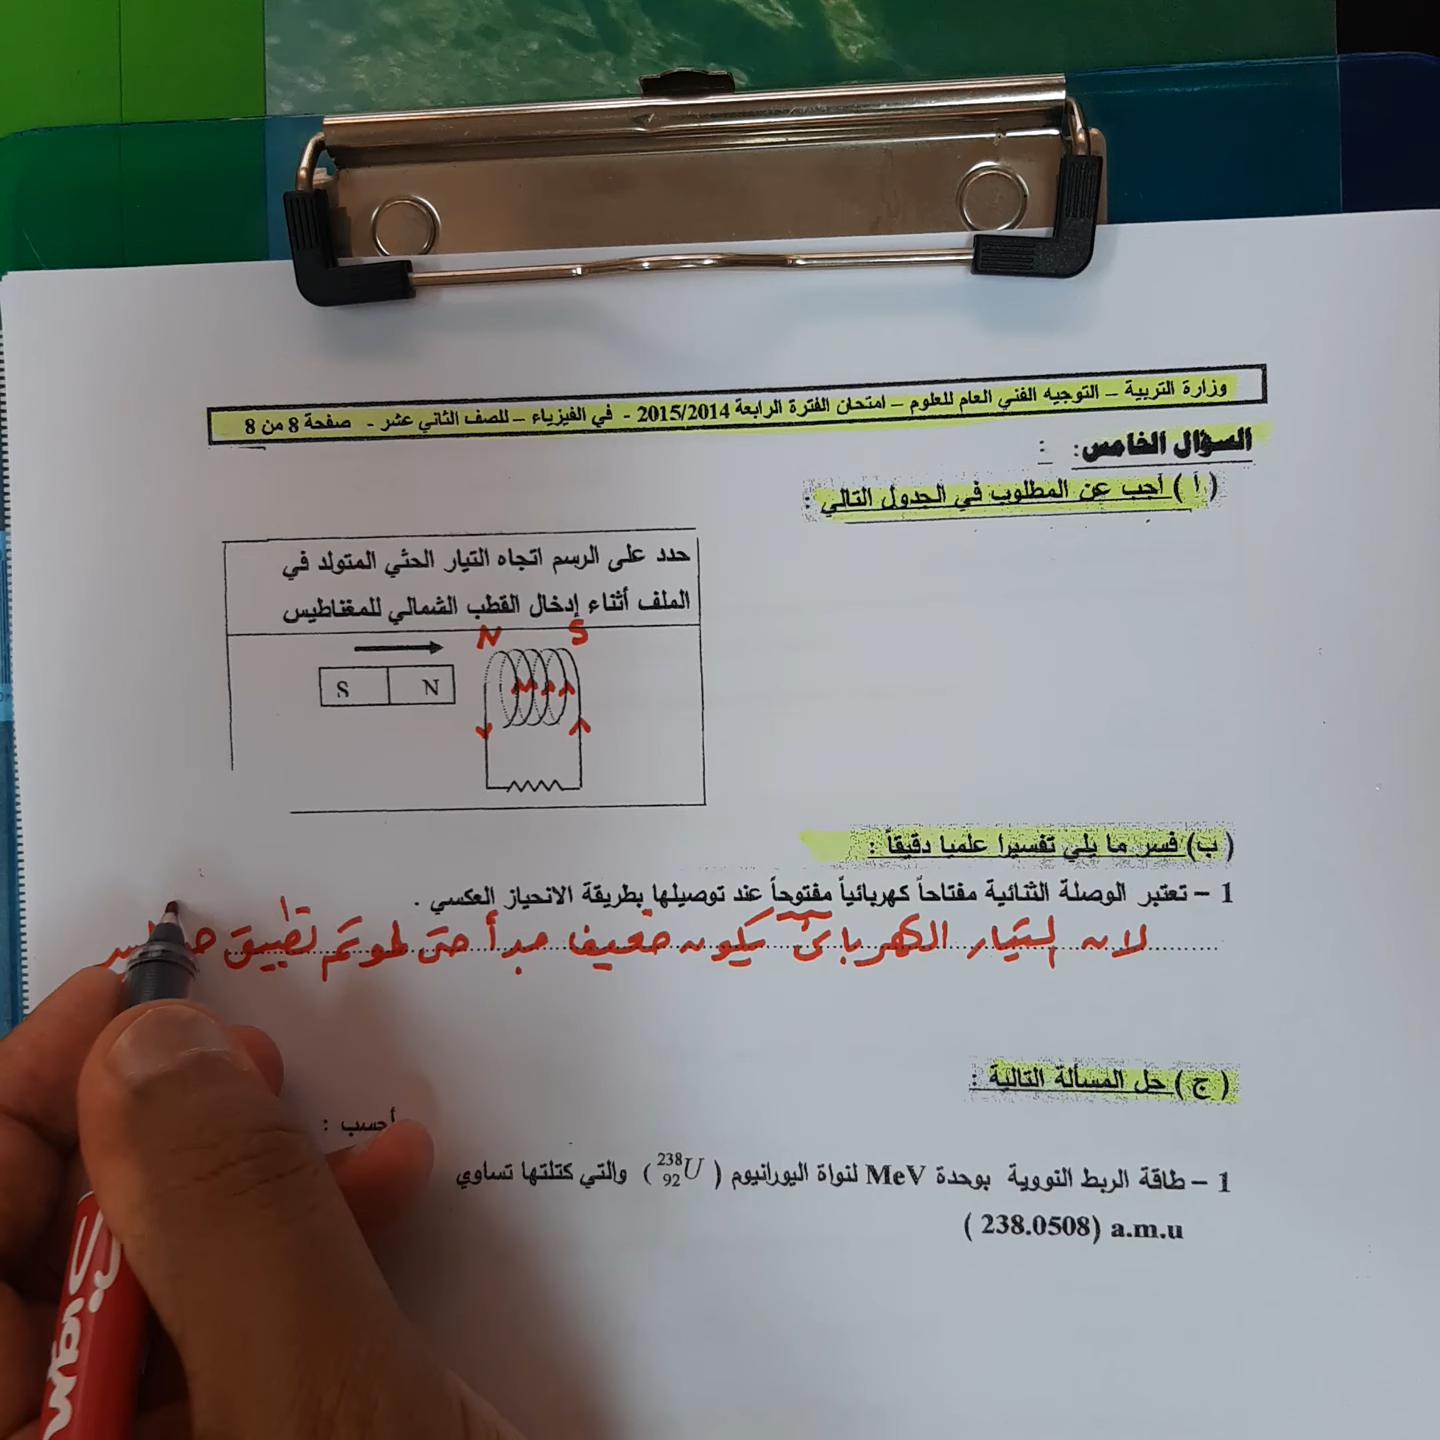 وزارة التربية – التوجيه الفني العام للعلوم – امتحان الفترة الرابعة 2015/2014 - في الفيزياء – للصف الثاني عشر - صفحة 8 من 8
السؤال الخامس: :
( أ ) أجب عن المطلوب في الجدول التالي :
حدد على الرسم اتجاه التيار الحثي المتولد في
الملف أثناء إدخال القطب الشمالي للمغناطيس
N S
S N
( ب) فسر ما يلي تفسيرا علميا دقيقاً :
1 – تعتبر الوصلة الثنائية مفتاحاً كهربائياً مفتوحاً عند توصيلها بطريقة الانحياز العكسي .
لان التيار الكهربائي يكون ضعيف جداً حتى لو تم تطبيق
( ج ) حل المسألة التالية :
أحسب :
1 – طاقة الربط النووية بوحدة MeV لنواة اليورانيوم ( ²³⁸₉₂U ) والتي كتلتها تساوي
( 238.0508) a.m.u